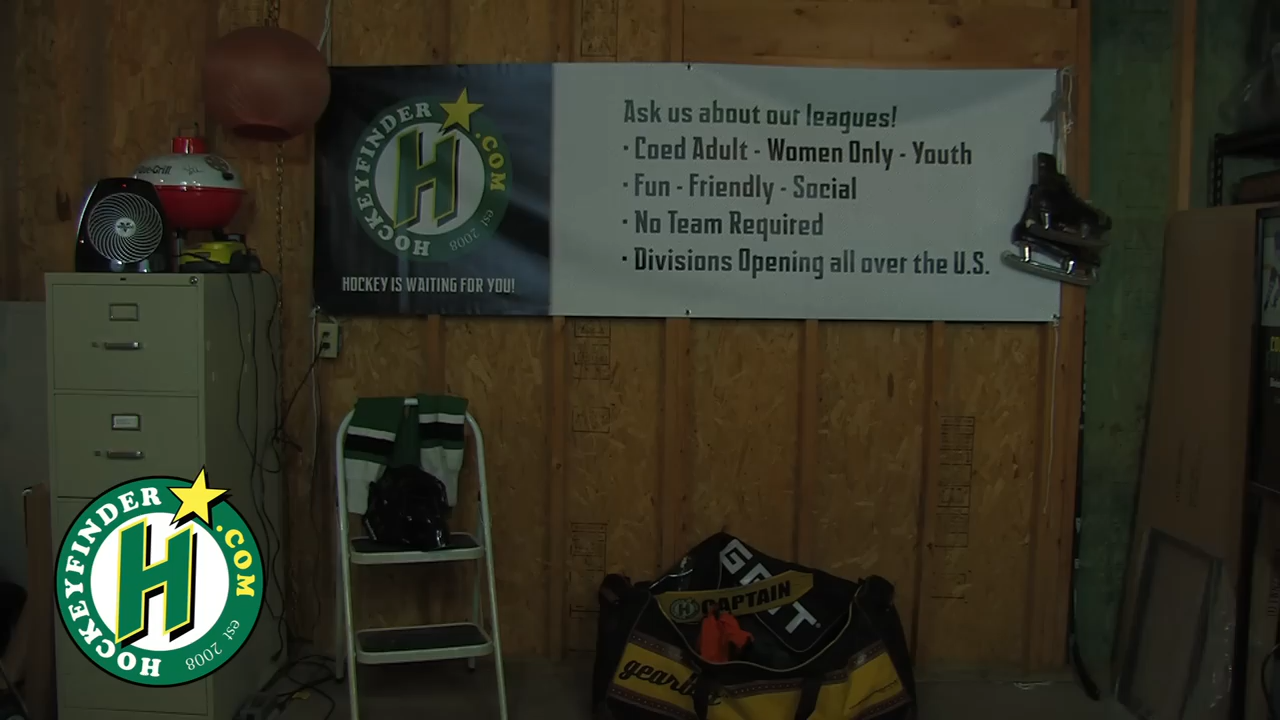 HOCKEYFINDER.COM
est 2008
H
HOCKEY IS WAITING FOR YOU!
Ask us about our leagues!
· Coed Adult - Women Only - Youth
· Fun - Friendly - Social
· No Team Required
· Divisions Opening all over the U.S.
HOCKEYFINDER.COM
est 2008
H
H CAPTAIN